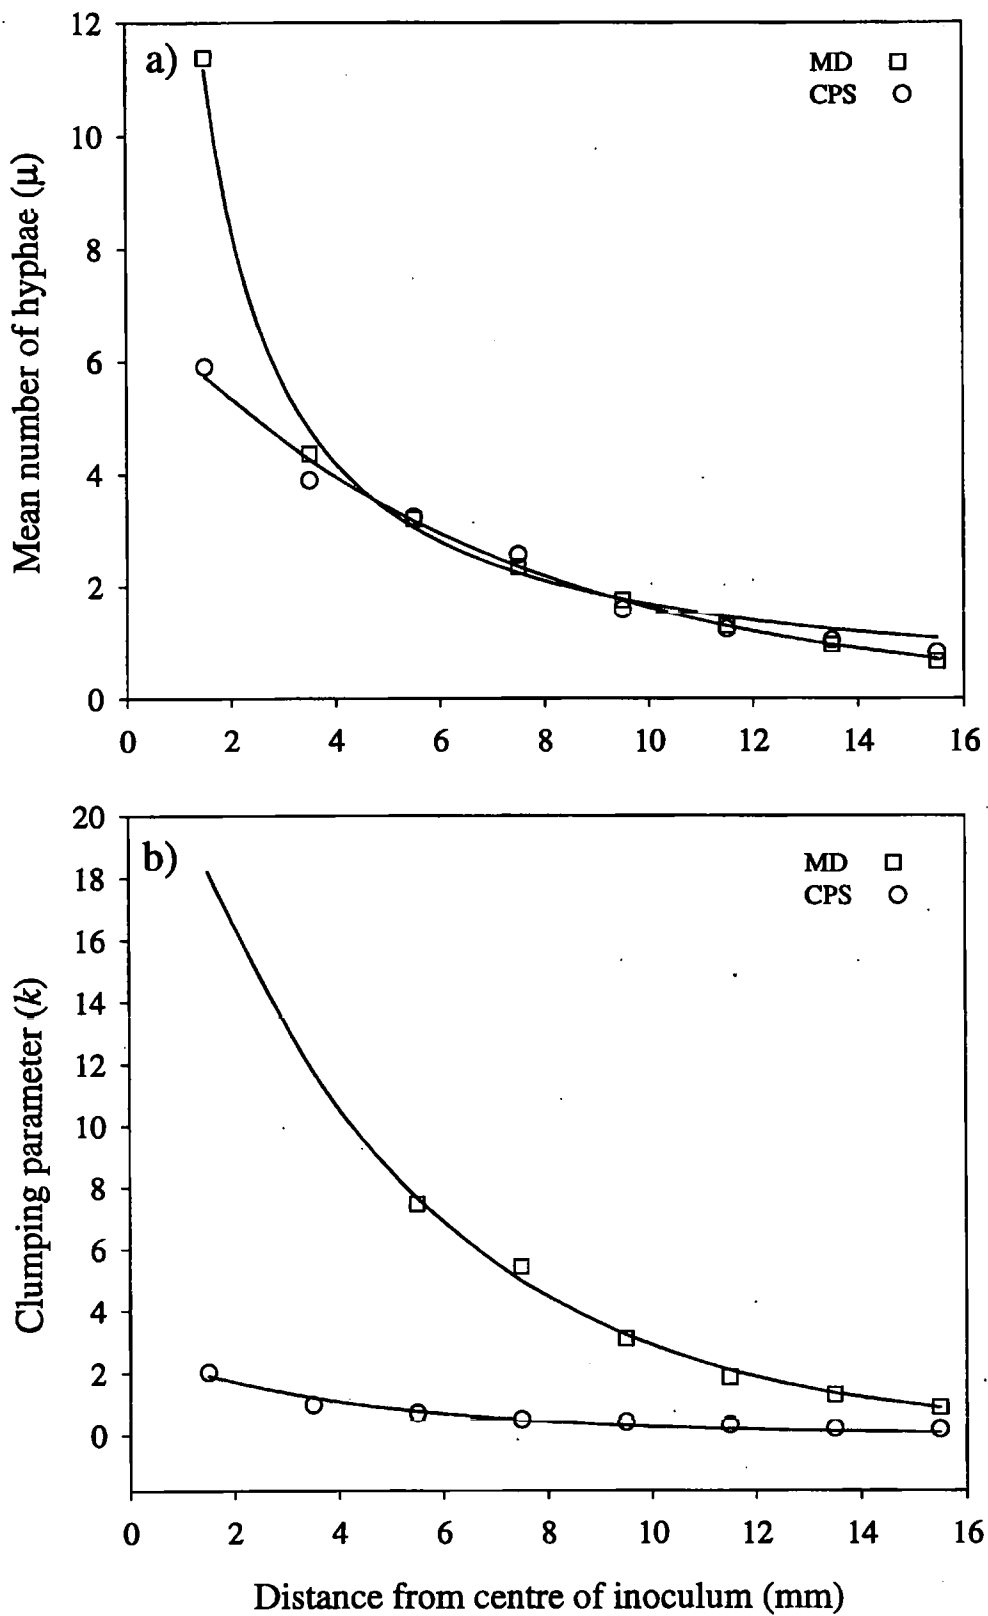 a)
MD
CPS
Mean number of hyphae (μ)
12
10
8
6
4
2
0
0 2 4 6 8 10 12 14 16
b)
MD
CPS
Clumping parameter (k)
20
18
16
14
12
10
8
6
4
2
0
0 2 4 6 8 10 12 14 16
Distance from centre of inoculum (mm)